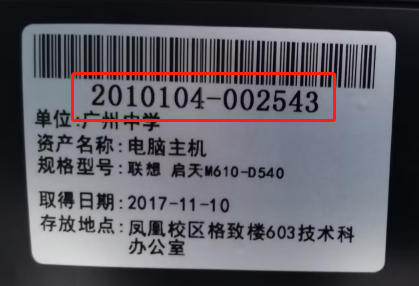 2010104-002543
单位:广州中学
资产名称:电脑主机
规格型号:联想 启天M610-D540
取得日期:2017-11-10
存放地点:凤凰校区格致楼603技术科
办公室